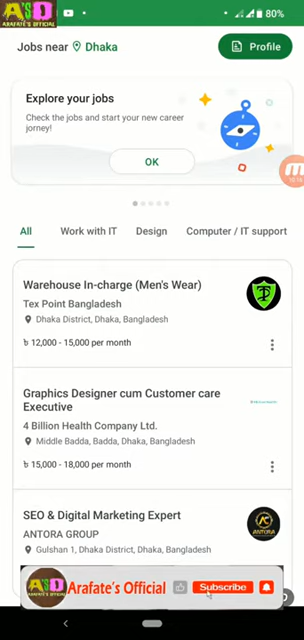 A's O
ARAFATE'S OFFICIAL
80%
Jobs near Dhaka
Profile
Explore your jobs
Check the jobs and start your new career
jorney!
OK
All Work with IT Design Computer / IT support
Warehouse In-charge (Men's Wear)
Tex Point Bangladesh
Dhaka District, Dhaka, Bangladesh
৳ 12,000 - 15,000 per month
Graphics Designer cum Customer care
Executive
4 Billion Health Company Ltd.
Middle Badda, Badda, Dhaka, Bangladesh
৳ 15,000 - 18,000 per month
SEO & Digital Marketing Expert
ANTORA GROUP
ANTORA
Gulshan 1, Dhaka District, Dhaka, Bangladesh
A's O
ARAFATE'S OFFICIAL
Arafate's Official
Subscribe